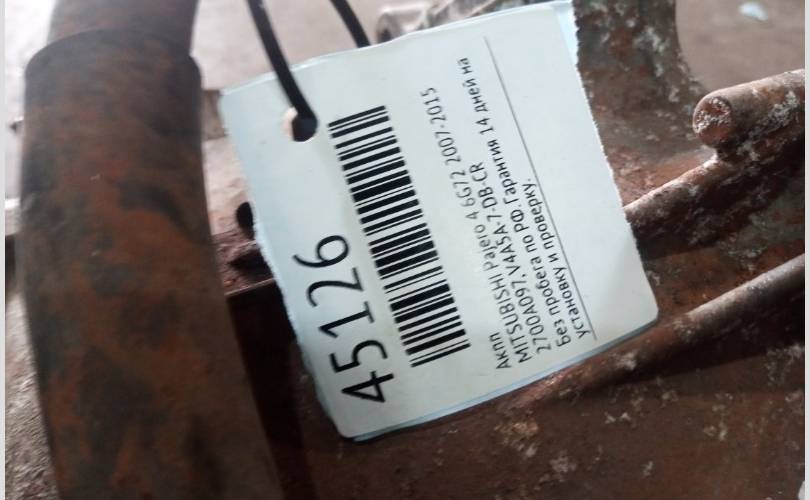 45126
АКПП
MITSUBISHI Pajero 4 6G72 2007-2015
2700A097,V4A5A-7-DB-CR
Без пробега по РФ. Гарантия 14 дней на
установку и проверку.